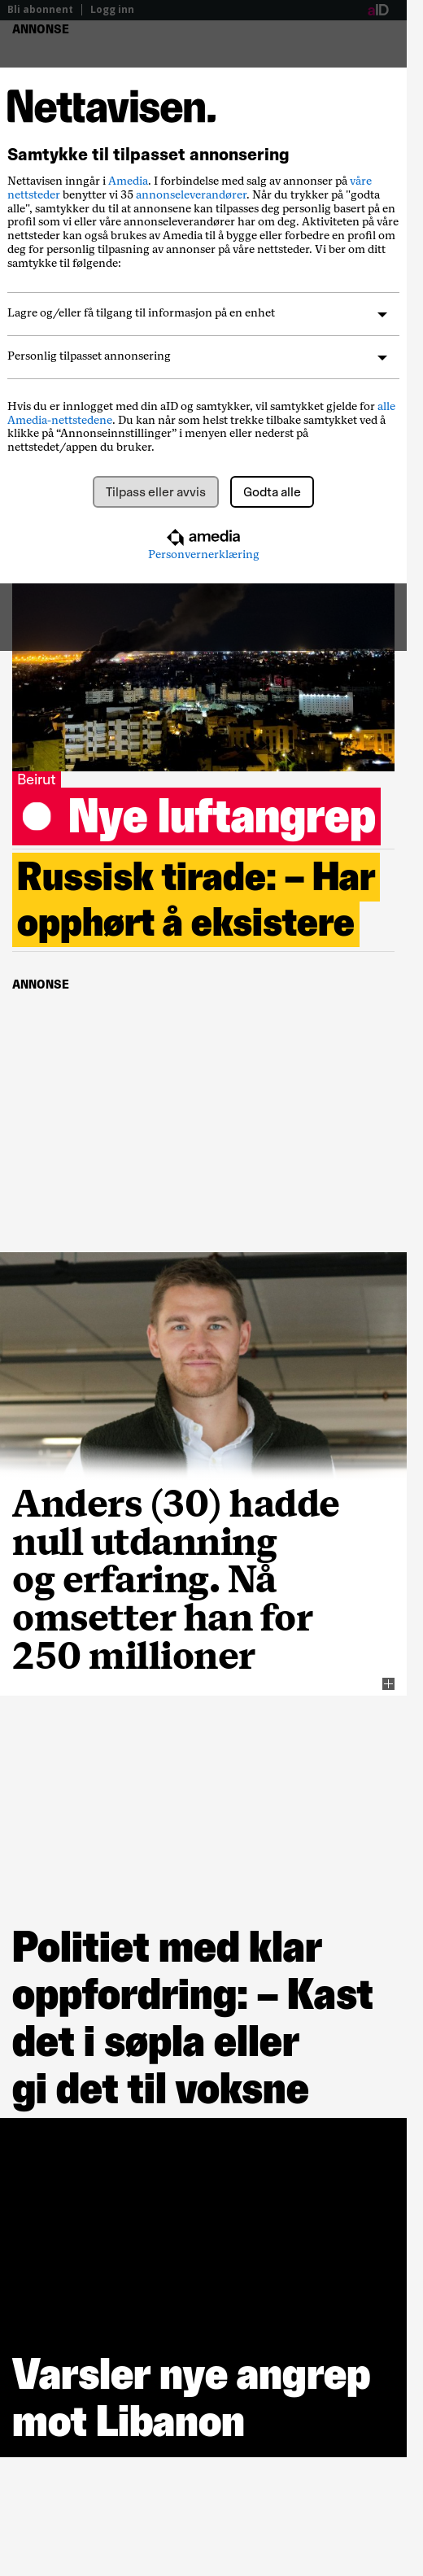 Bli abonnent | Logg inn aID
ANNONSE
Nettavisen.
Samtykke til tilpasset annonsering
Nettavisen inngår i Amedia. I forbindelse med salg av annonser på våre
nettsteder benytter vi 35 annonseleverandører. Når du trykker på "godta
alle", samtykker du til at annonsene kan tilpasses deg personlig basert på en
profil som vi eller våre annonseleverandører har om deg. Aktiviteten på våre
nettsteder kan også brukes av Amedia til å bygge eller forbedre en profil om
deg for personlig tilpasning av annonser på våre nettsteder. Vi ber om ditt
samtykke til følgende:
Lagre og/eller få tilgang til informasjon på en enhet
Personlig tilpasset annonsering
Hvis du er innlogget med din aID og samtykker, vil samtykket gjelde for alle
Amedia-nettstedene. Du kan når som helst trekke tilbake samtykket ved å
klikke på “Annonseinnstillinger” i menyen eller nederst på
nettstedet/appen du bruker.
Tilpass eller avvis Godta alle
amedia
Personvernerklæring
Beirut
Nye luftangrep
Russisk tirade: – Har
opphørt å eksistere
ANNONSE
Anders (30) hadde
null utdanning
og erfaring. Nå
omsetter han for
250 millioner
Politiet med klar
oppfordring: – Kast
det i søpla eller
gi det til voksne
Varsler nye angrep
mot Libanon